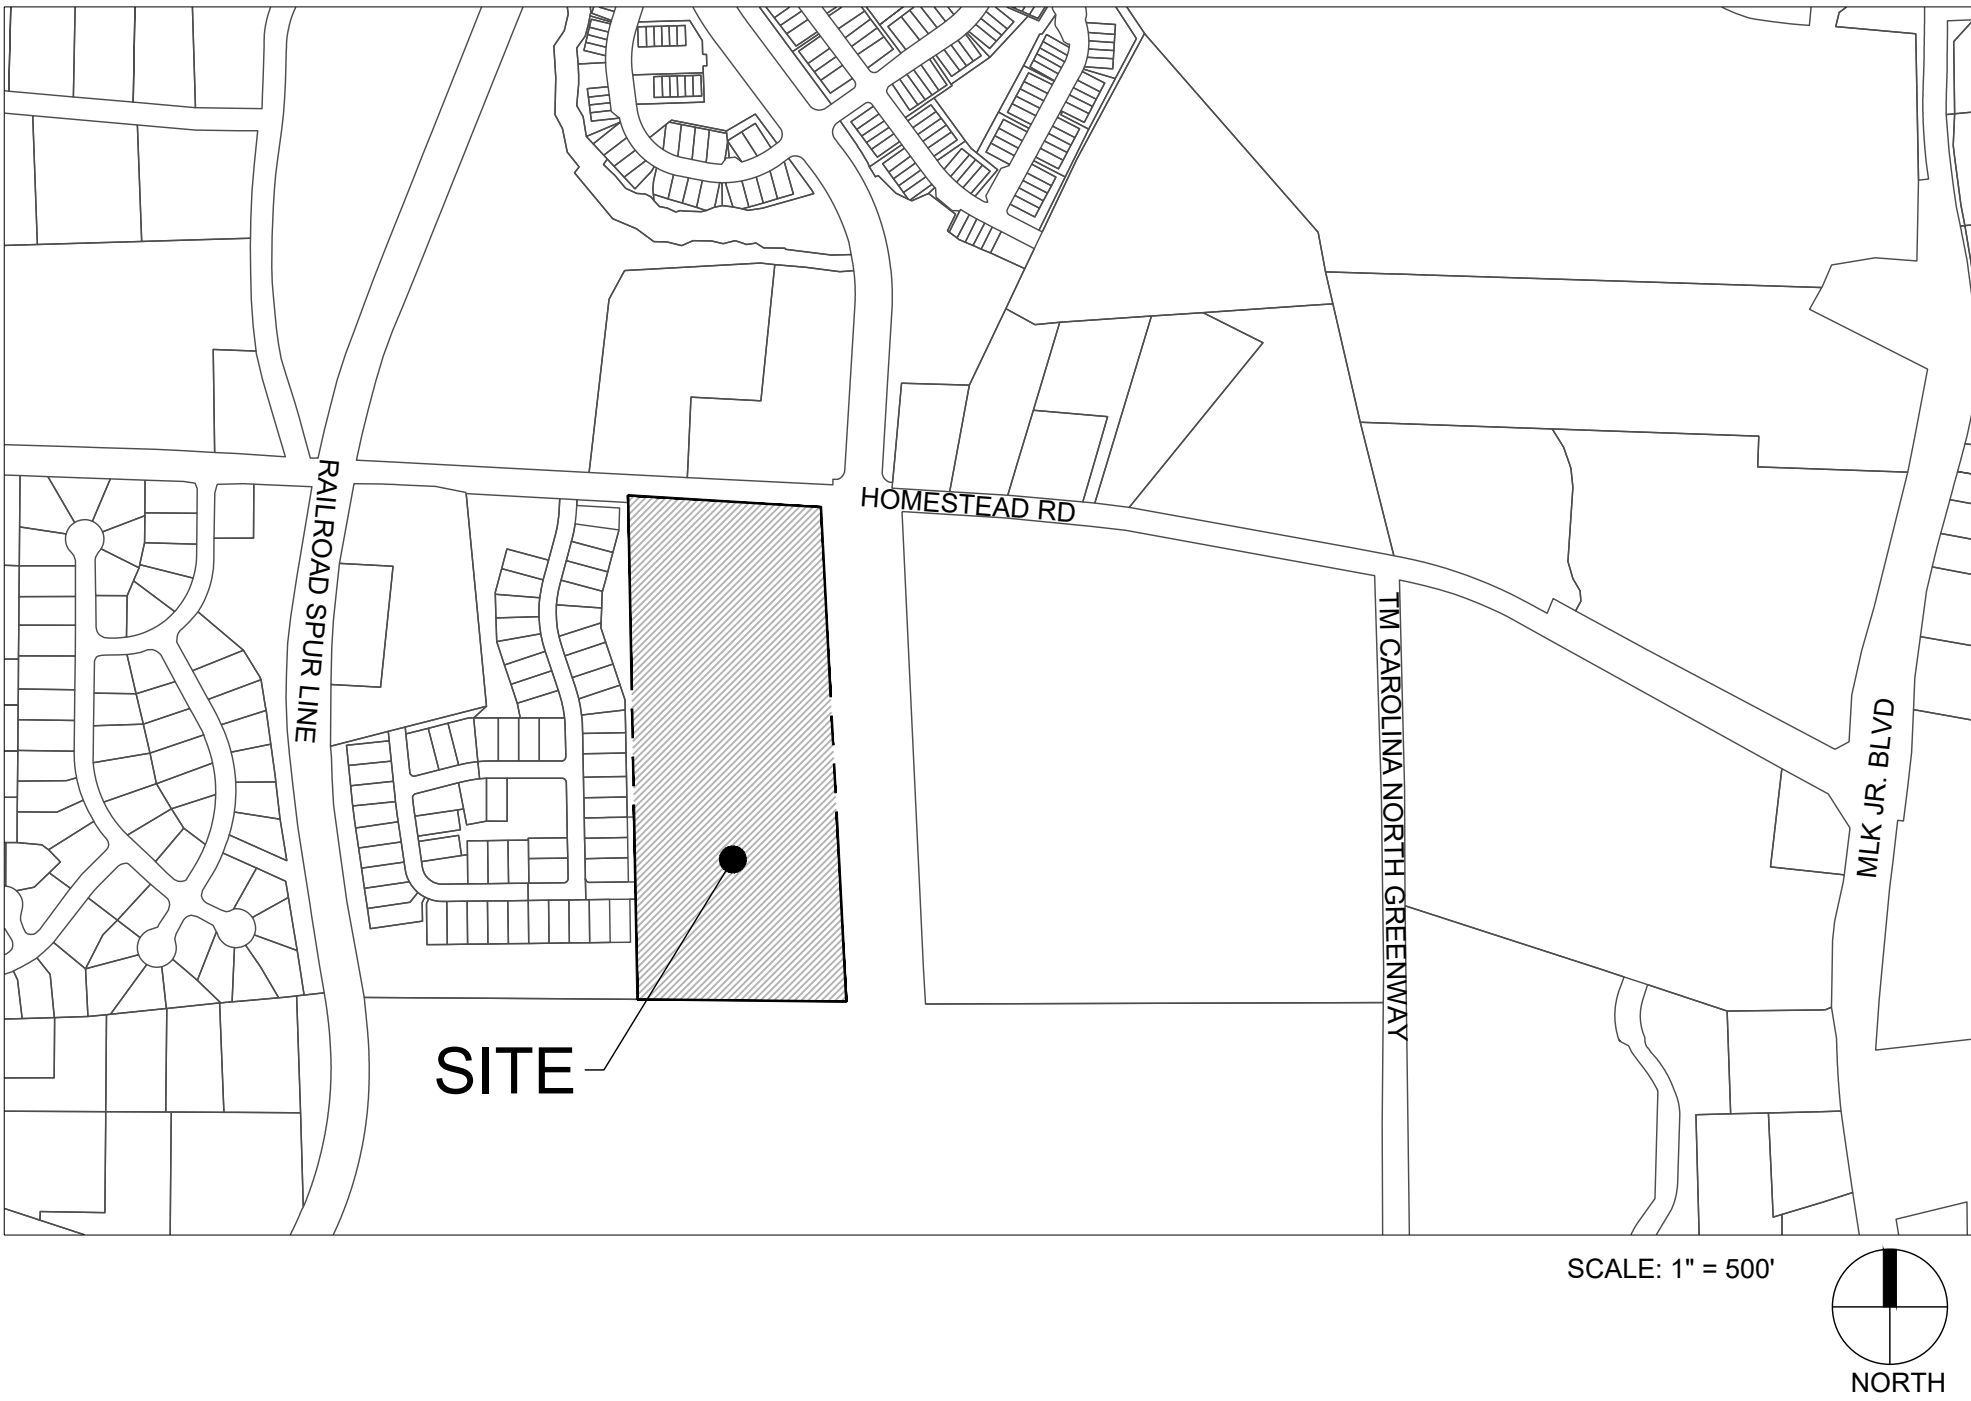 RAILROAD SPUR LINE
HOMESTEAD RD
TM CAROLINA NORTH GREENWAY
MLK JR. BLVD
SITE
SCALE: 1" = 500'
NORTH